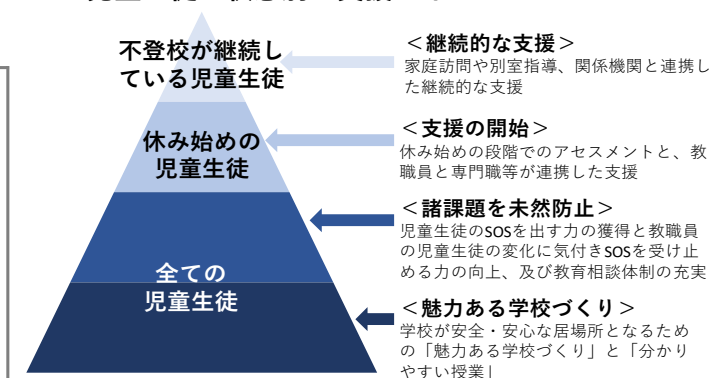 不登校が継続し
ている児童生徒
<継続的な支援>
家庭訪問や別室指導、関係機関と連携し
た継続的な支援
休み始めの
児童生徒
<支援の開始>
休み始めの段階でのアセスメントと、教
職員と専門職等が連携した支援
<諸課題を未然防止>
児童生徒のSOSを出す力の獲得と教職員
の児童生徒の変化に気付きSOSを受け止
める力の向上、及び教育相談体制の充実
全ての
児童生徒
<魅力ある学校づくり>
学校が安全・安心な居場所となるため
の「魅力ある学校づくり」と「分かり
やすい授業」